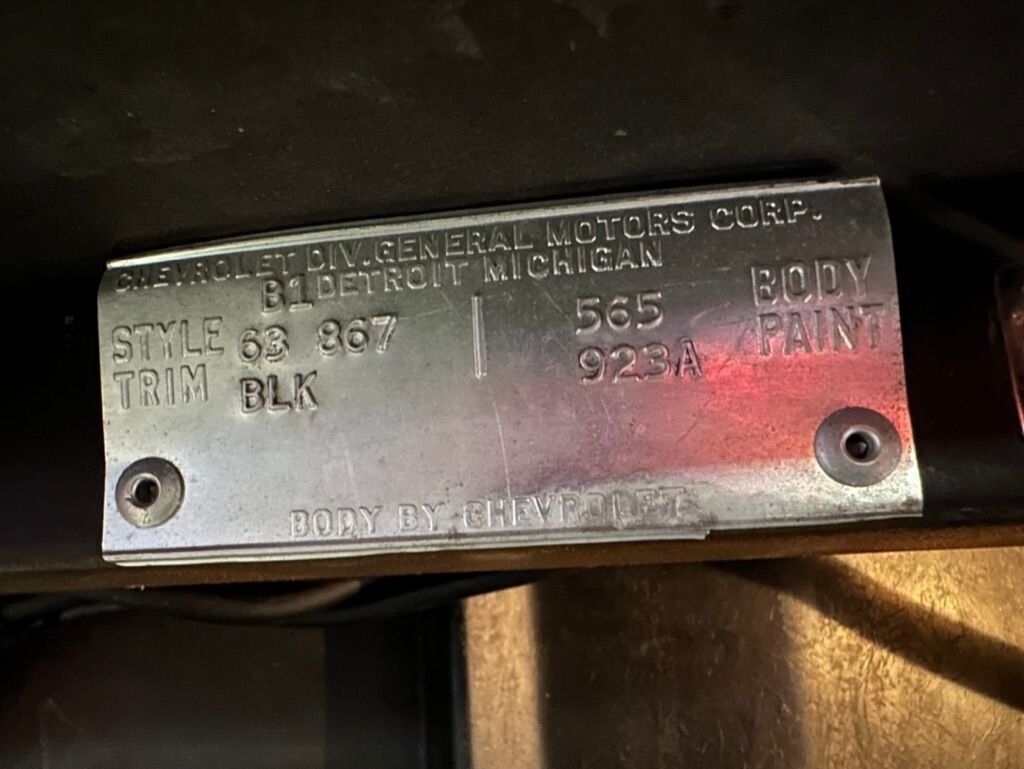 CHEVROLET DIV. GENERAL MOTORS CORP.
B1 DETROIT MICHIGAN
STYLE 63 867 | 565 BODY
TRIM BLK 923A PAINT
BODY BY CHEVROLET